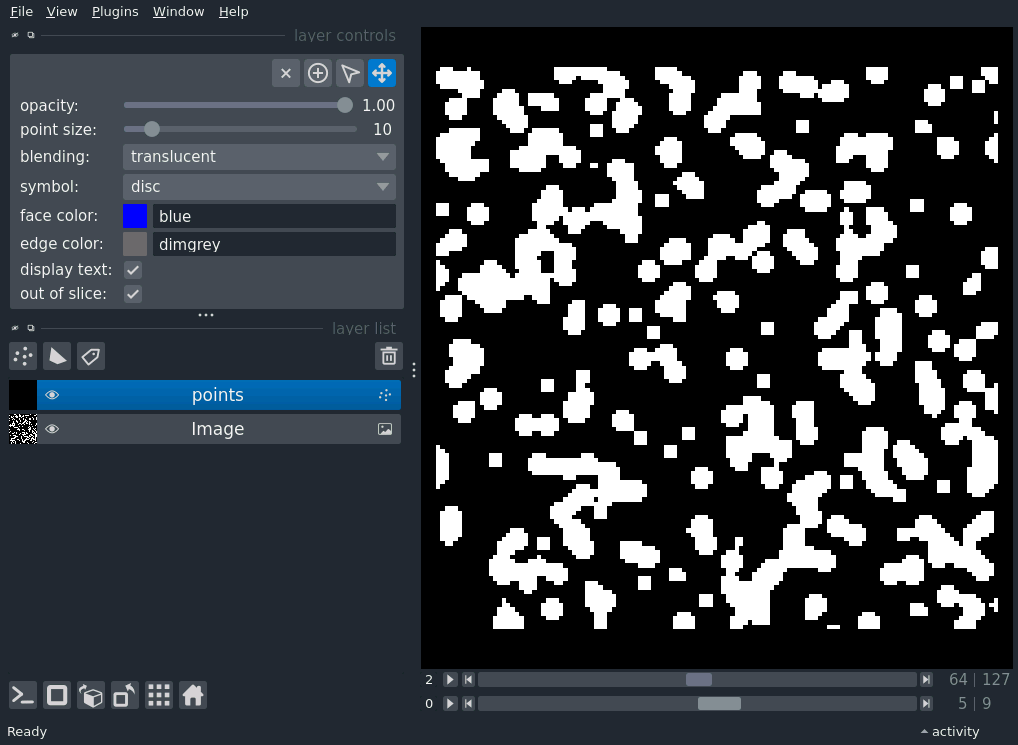 File View Plugins Window Help
layer controls
opacity: 1.00
point size: 10
blending: translucent
symbol: disc
face color: blue
edge color: dimgrey
display text:
out of slice:
layer list
points
Image
2 64 | 127
0 5 | 9
Ready activity